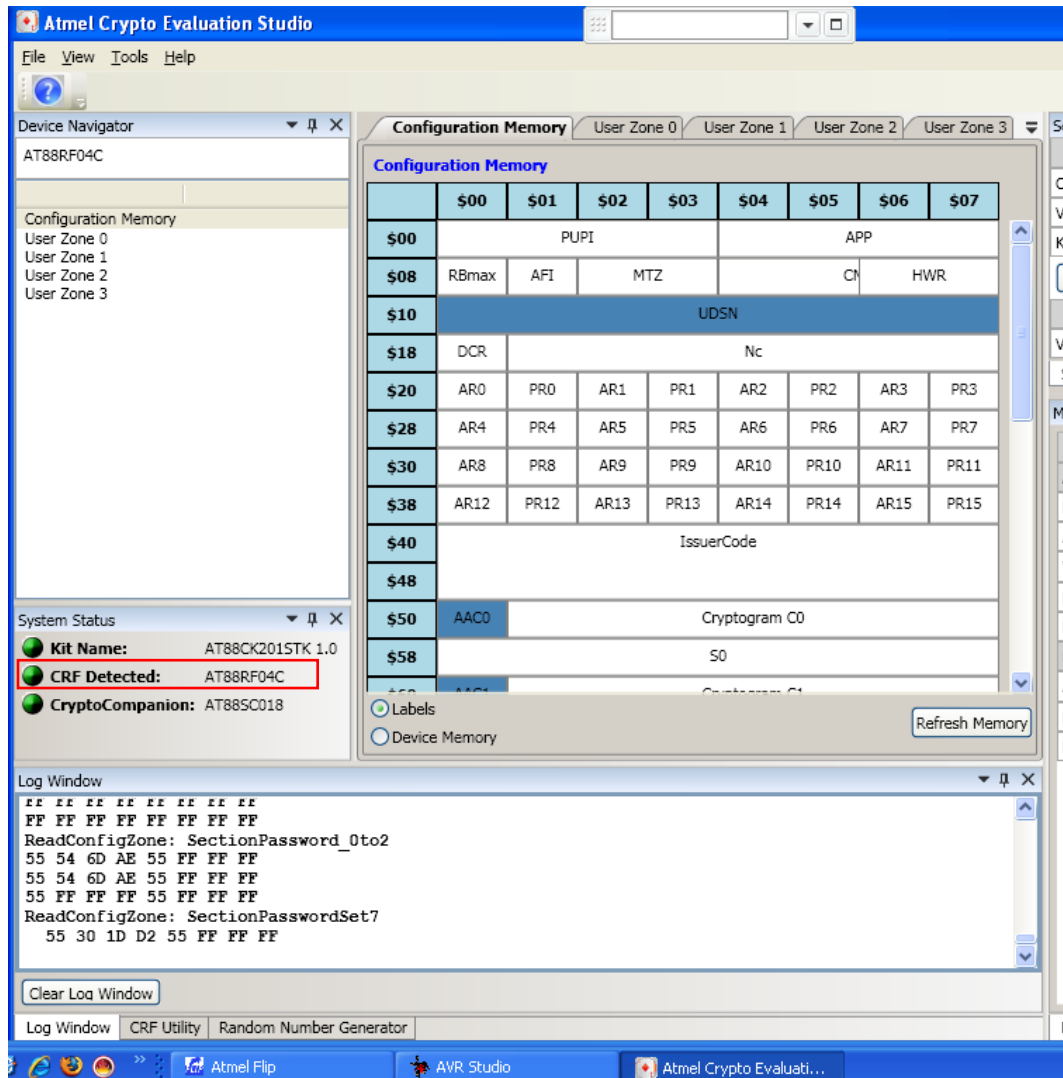 Atmel Crypto Evaluation Studio
File View Tools Help
Device Navigator
AT88RF04C
Configuration Memory
User Zone 0
User Zone 1
User Zone 2
User Zone 3
System Status
Kit Name: AT88CK201STK 1.0
CRF Detected: AT88RF04C
CryptoCompanion: AT88SC018
Configuration Memory User Zone 0 User Zone 1 User Zone 2 User Zone 3
Configuration Memory
$00 $01 $02 $03 $04 $05 $06 $07
$00 PUPI APP
$08 RBmax AFI MTZ HWR
$10 UDSN
$18 DCR Nc
$20 AR0 PR0 AR1 PR1 AR2 PR2 AR3 PR3
$28 AR4 PR4 AR5 PR5 AR6 PR6 AR7 PR7
$30 AR8 PR8 AR9 PR9 AR10 PR10 AR11 PR11
$38 AR12 PR12 AR13 PR13 AR14 PR14 AR15 PR15
$40 IssuerCode
$48
$50 AAC0 Cryptogram C0
$58 S0
Labels
Device Memory
Refresh Memory
Log Window
FF FF FF FF FF FF FF FF
FF FF FF FF FF FF FF FF
ReadConfigZone: SectionPassword_0to2
55 54 6D AE 55 FF FF FF
55 54 6D AE 55 FF FF FF
55 FF FF FF 55 FF FF FF
ReadConfigZone: SectionPasswordSet7
55 30 1D D2 55 FF FF FF
Clear Log Window
Log Window CRF Utility Random Number Generator
Atmel Flip AVR Studio Atmel Crypto Evaluati...